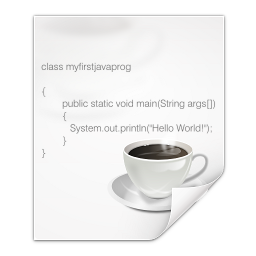 class myfirstjavaprog
{
public static void main(String args[])
{
System.out.println("Hello World!");
}
}